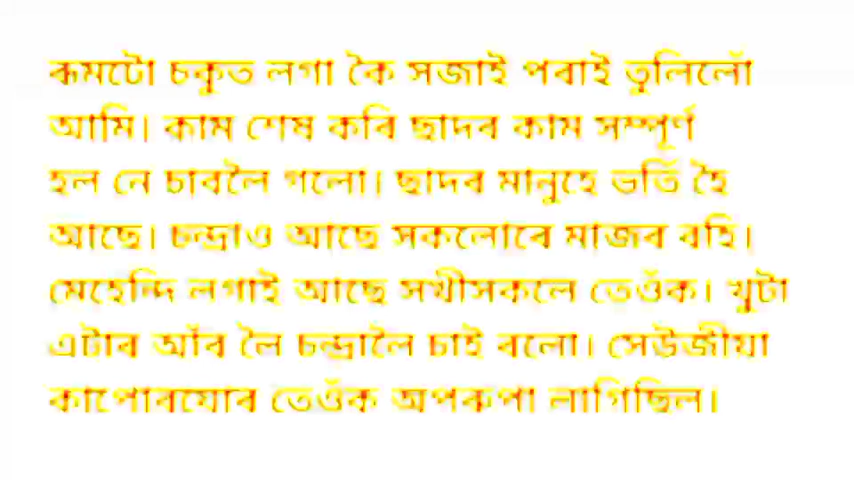 ৰূমটো চকুত লগা কৈ সজাই পৰাই তুলিলোঁ
আমি। কাম শেষ কৰি ছাদৰ কাম সম্পূৰ্ণ
হল নে চাবলৈ গলো। ছাদৰ মানুহে ভৰ্তি হৈ
আছে। চন্দ্ৰাও আছে সকলোৰে মাজৰ বহি।
মেহেন্দি লগাই আছে সখীসকলে তেওঁক। খুটা
এটাৰ আঁৰ লৈ চন্দ্ৰালৈ চাই ৰলো। সেউজীয়া
কাপোৰযোৰ তেওঁক অপৰূপা লাগিছিল।